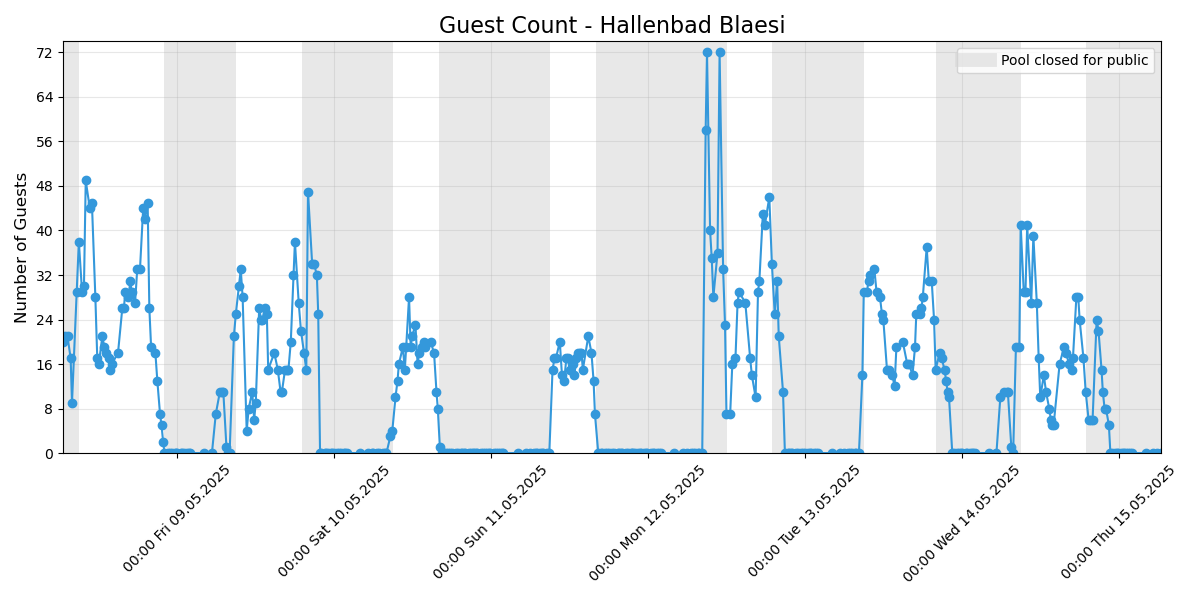 Guest Count - Hallenbad Blaesi
Pool closed for public
Number of Guests
72
64
56
48
40
32
24
16
8
0
00:00 Fri 09.05.2025
00:00 Sat 10.05.2025
00:00 Sun 11.05.2025
00:00 Mon 12.05.2025
00:00 Tue 13.05.2025
00:00 Wed 14.05.2025
00:00 Thu 15.05.2025